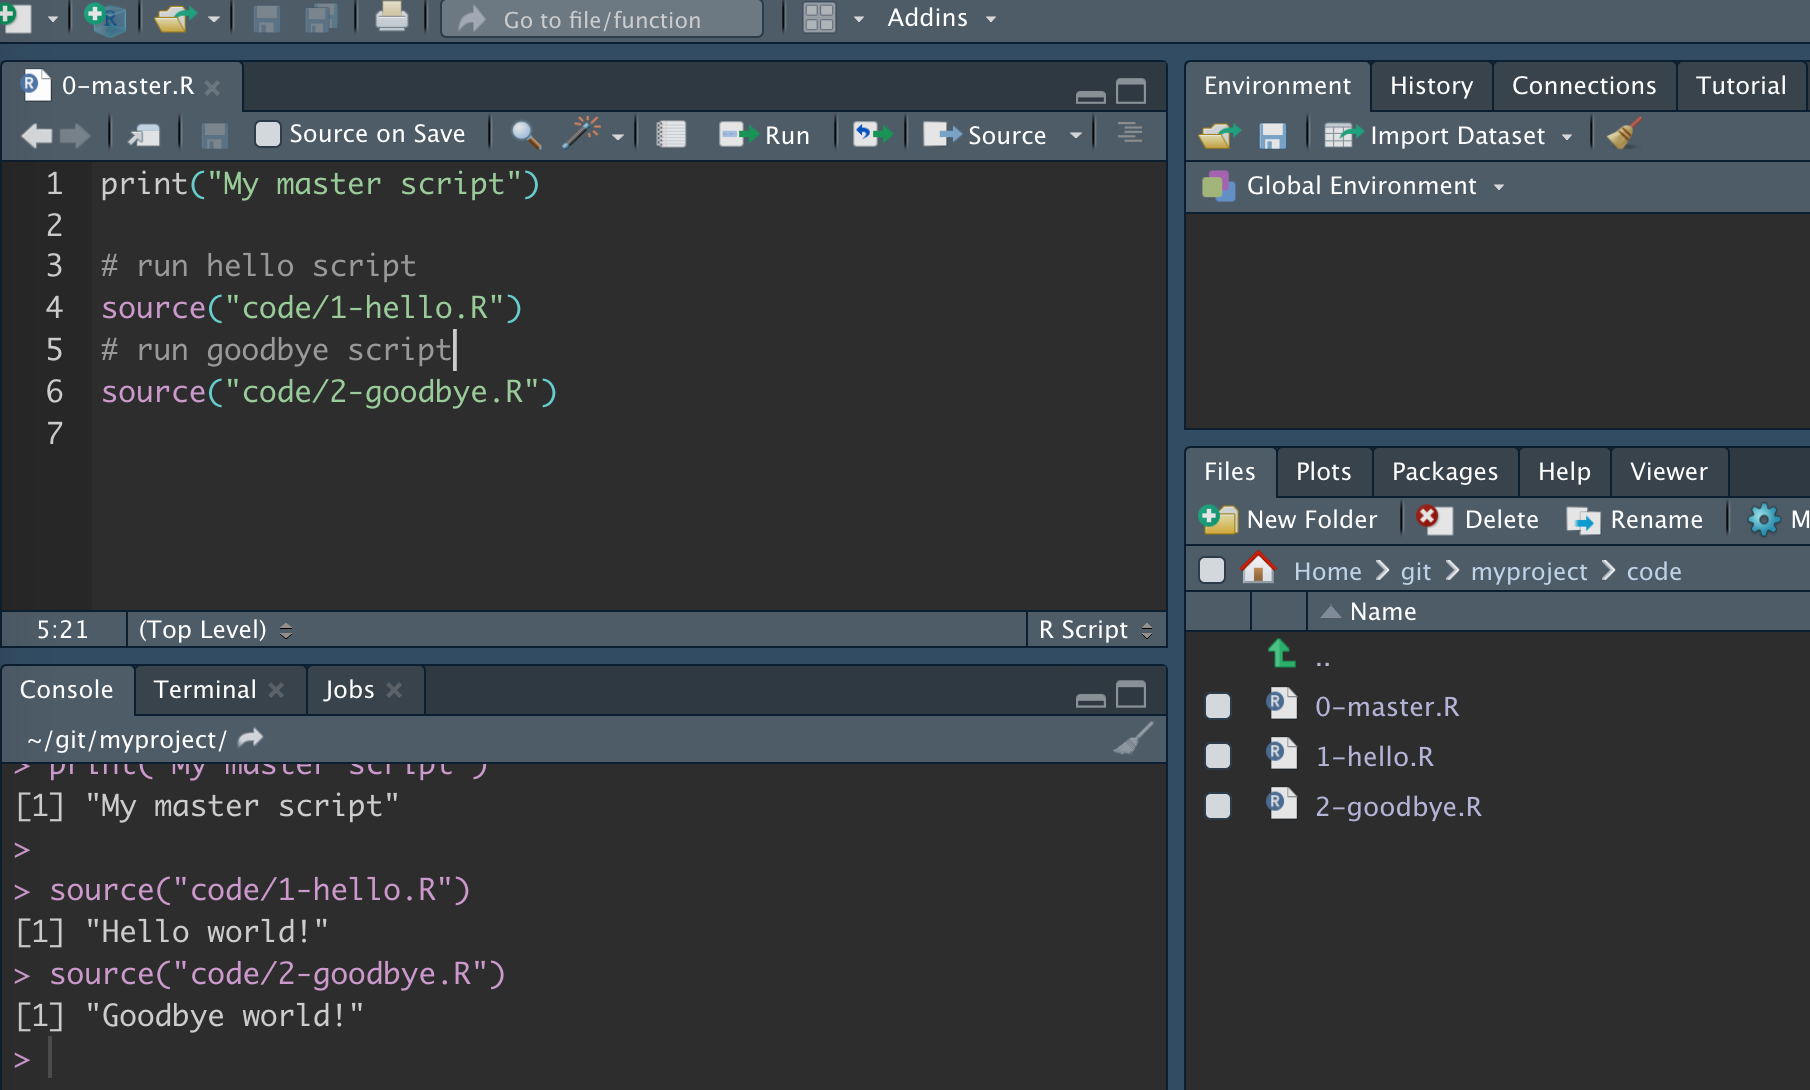 Go to file/function
Addins
0-master.R
Source on Save
Run
Source
1 print("My master script")
2
3 # run hello script
4 source("code/1-hello.R")
5 # run goodbye script
6 source("code/2-goodbye.R")
7
5:21 (Top Level) R Script
Console Terminal Jobs
~/git/myproject/
> print("My master script")
[1] "My master script"
>
> source("code/1-hello.R")
[1] "Hello world!"
> source("code/2-goodbye.R")
[1] "Goodbye world!"
>
Environment History Connections Tutorial
Import Dataset
Global Environment
Files Plots Packages Help Viewer
New Folder Delete Rename M
Home git myproject code
Name
..
0-master.R
1-hello.R
2-goodbye.R